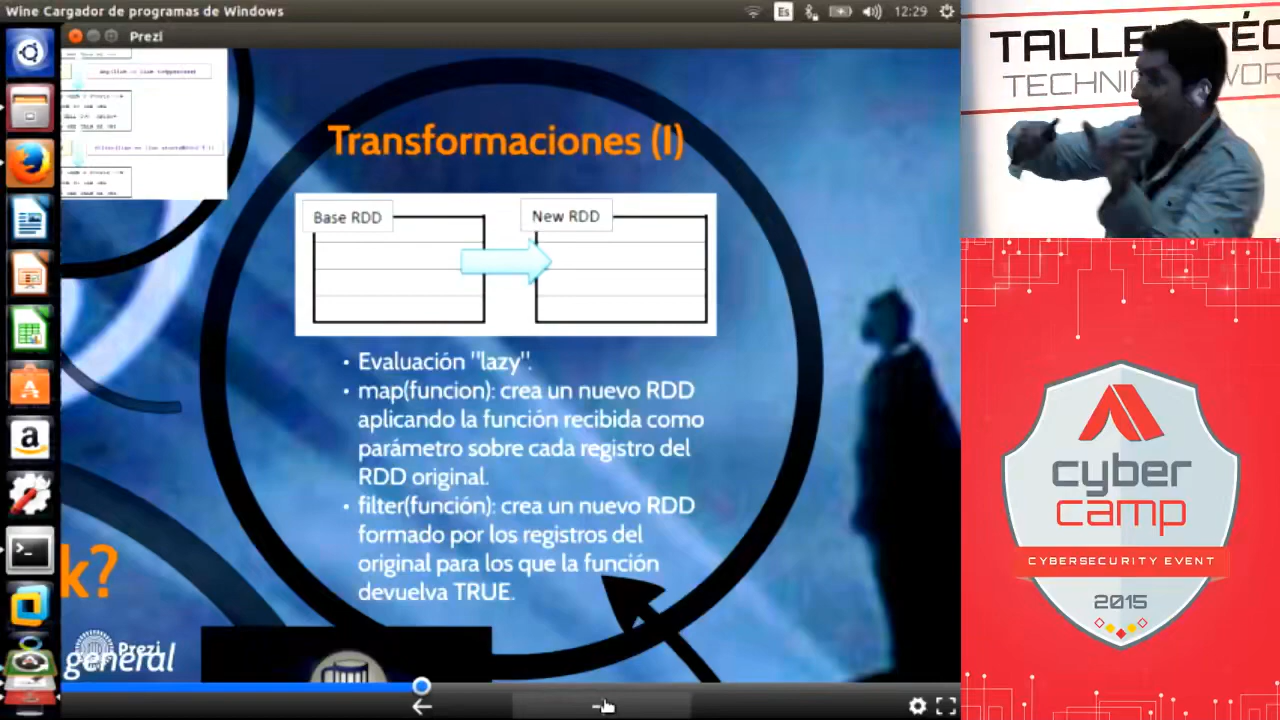 Wine Cargador de programas de Windows
Es
12:29
Prezi
Transformaciones (I)
Base RDD
New RDD
• Evaluación "lazy".
• map(funcion): crea un nuevo RDD
aplicando la función recibida como
parámetro sobre cada registro del
RDD original.
• filter(función): crea un nuevo RDD
formado por los registros del
original para los que la función
devuelva TRUE.
k?
Prezi
general
cyber
camp
CYBERSECURITY EVENT
2015